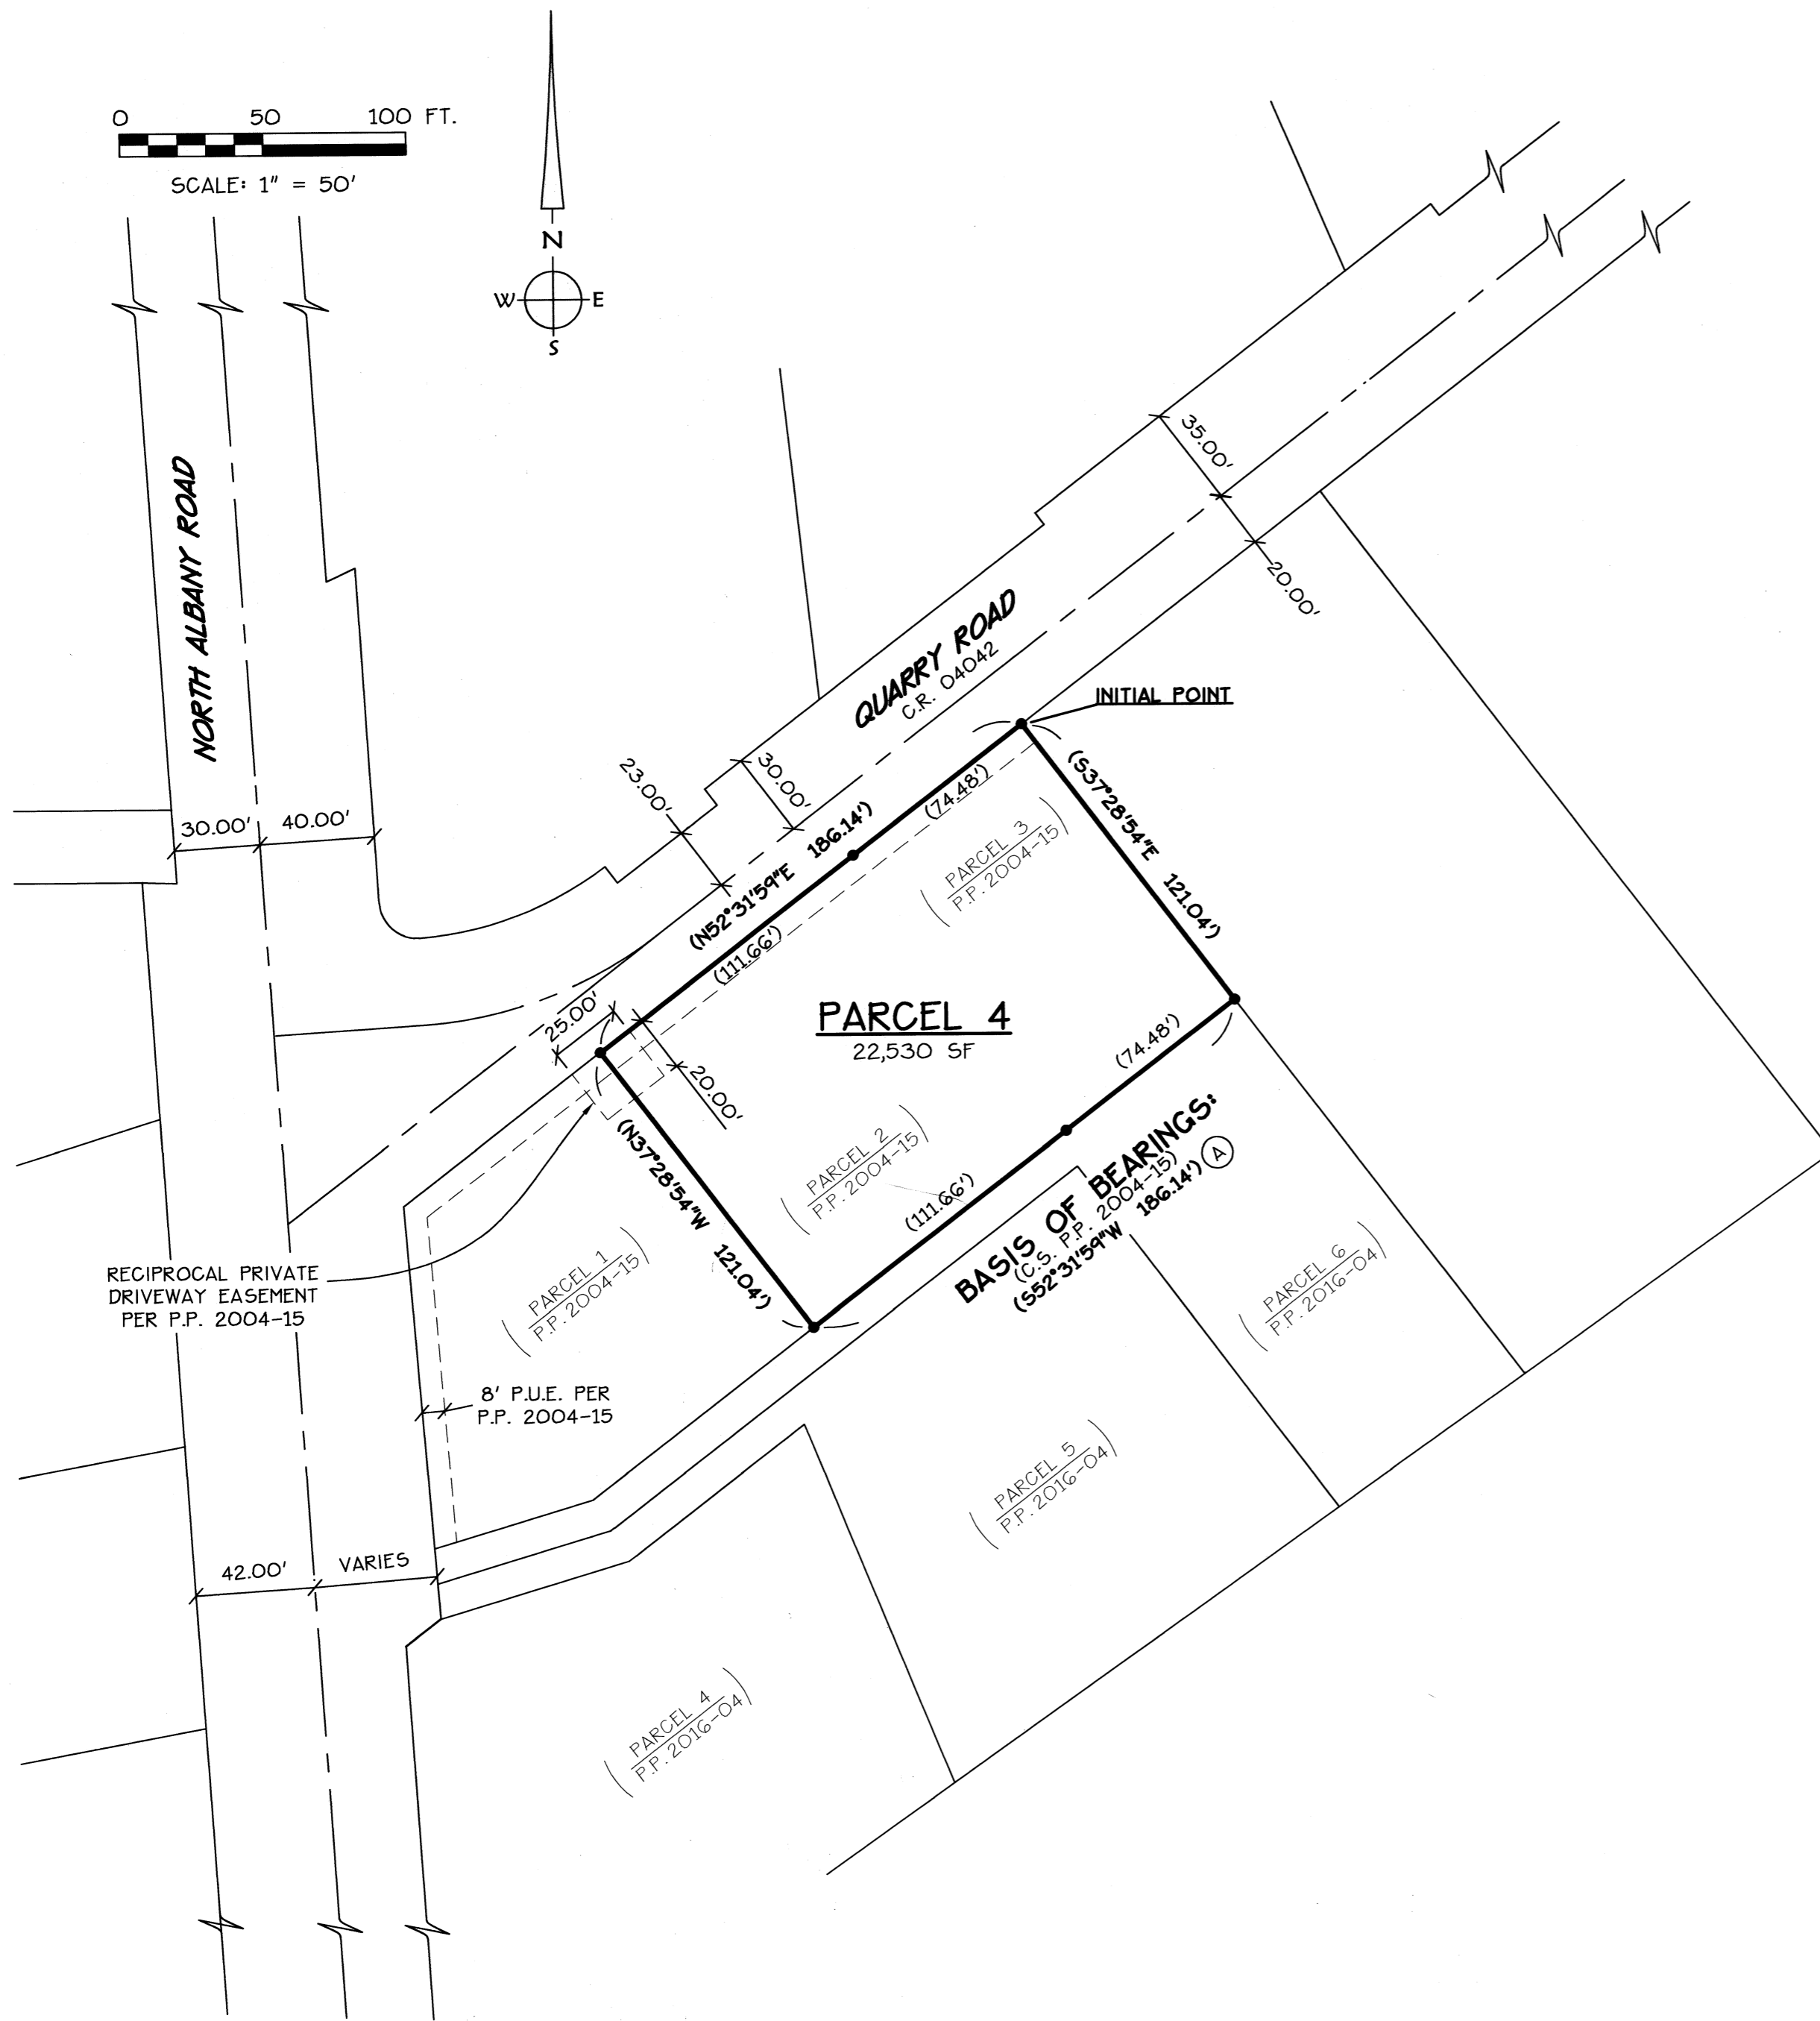 0 50 100 FT.
SCALE: 1" = 50'
N
W E
S
NORTH ALBANY ROAD
35.00'
20.00'
QUARRY ROAD
C.R. 04042
INITIAL POINT
23.00'
30.00'
30.00' 40.00'
(N52°31'59"E 186.14')
(74.48')
(111.66')
(S37°28'54"E 121.04')
(PARCEL 3
P.P. 2004-15)
25.00'
20.00'
PARCEL 4
22,530 SF
(74.48')
(111.66')
(N37°28'54"W 121.04')
(PARCEL 2
P.P. 2004-15)
BASIS OF BEARINGS:
(C.S. P.P. 2004-15)
(S52°31'59"W 186.14') A
RECIPROCAL PRIVATE
DRIVEWAY EASEMENT
PER P.P. 2004-15
(PARCEL 1
P.P. 2004-15)
(PARCEL 6
P.P. 2016-04)
8' P.U.E. PER
P.P. 2004-15
(PARCEL 5
P.P. 2016-04)
42.00' VARIES
(PARCEL 4
P.P. 2016-04)